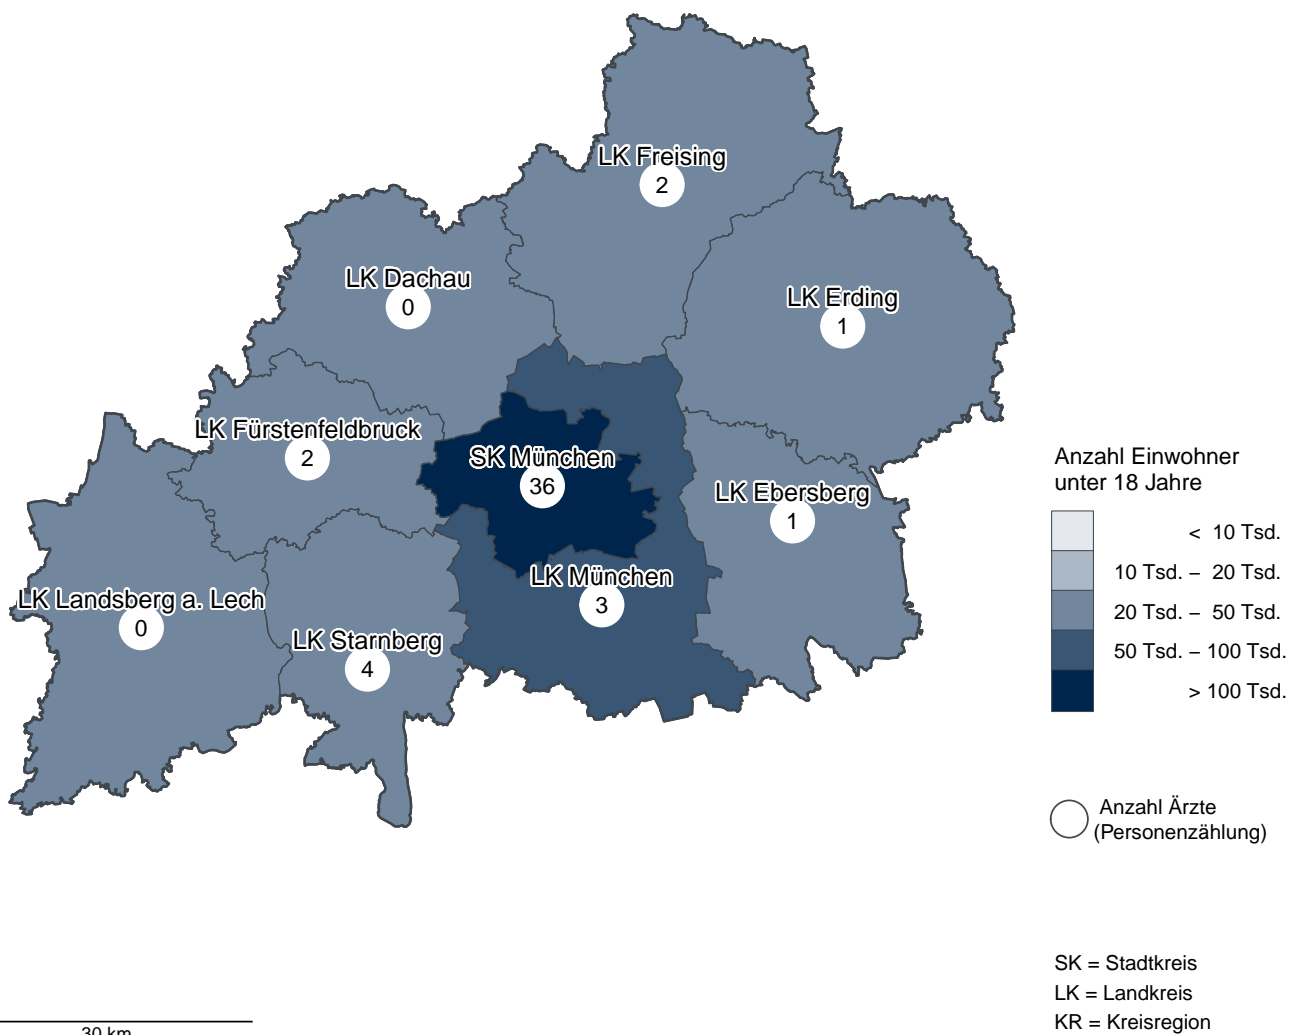 LK Freising
2
LK Dachau
0
LK Erding
1
LK Fürstenfeldbruck
2
SK München
36
LK Ebersberg
1
LK München
3
LK Landsberg a. Lech
0
LK Starnberg
4
Anzahl Einwohner
unter 18 Jahre
< 10 Tsd.
10 Tsd. – 20 Tsd.
20 Tsd. – 50 Tsd.
50 Tsd. – 100 Tsd.
> 100 Tsd.
Anzahl Ärzte
(Personenzählung)
SK = Stadtkreis
LK = Landkreis
KR = Kreisregion
30 km